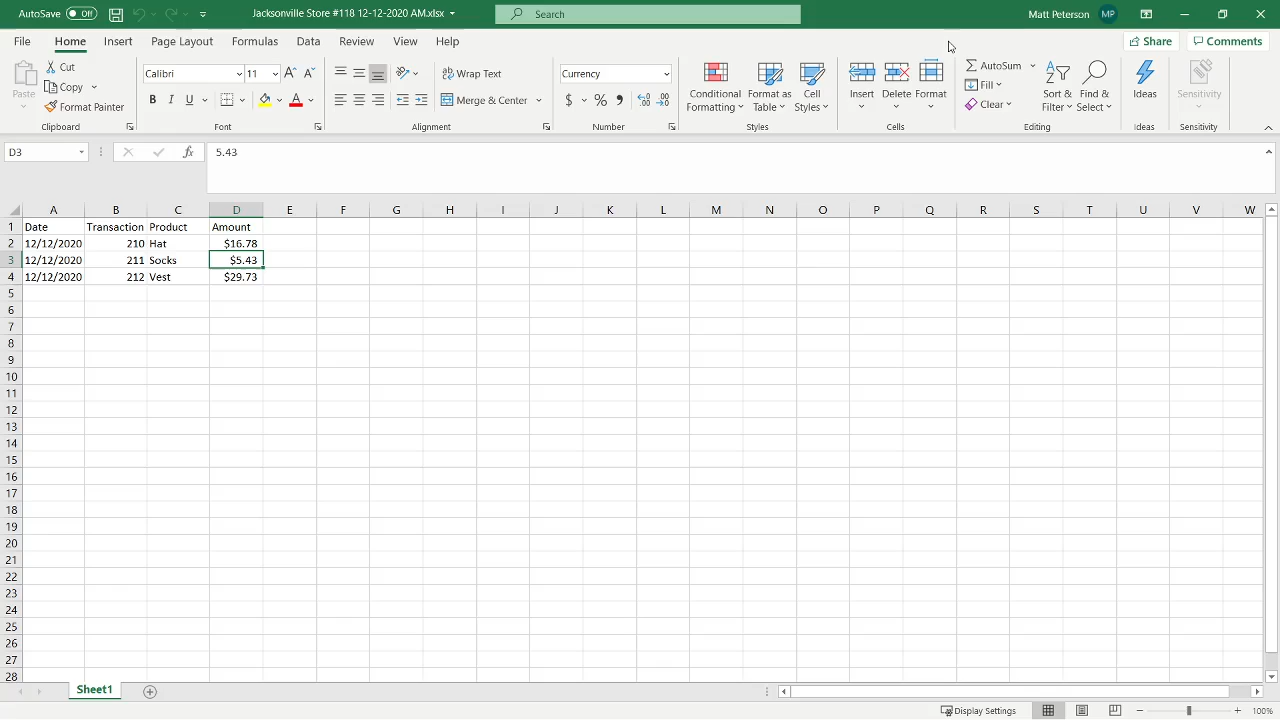 AutoSave Off Jacksonville Store #118 12-12-2020 AM.xlsx Search Matt Peterson MP
File Home Insert Page Layout Formulas Data Review View Help Share Comments
Paste Cut Copy Format Painter Clipboard
Calibri 11 B I U A Font
Wrap Text Merge & Center Alignment
Currency $ % Number
Conditional Formatting Format as Table Cell Styles Styles
Insert Delete Format Cells
AutoSum Fill Clear Sort & Filter Find & Select Editing
Ideas Ideas
Sensitivity Sensitivity
D3 fx 5.43
A B C D E F G H I J K L M N O P Q R S T U V W
1 Date Transaction Product Amount
2 12/12/2020 210 Hat $16.78
3 12/12/2020 211 Socks $5.43
4 12/12/2020 212 Vest $29.73
5
6
7
8
9
10
11
12
13
14
15
16
17
18
19
20
21
22
23
24
25
26
27
28
Sheet1
Display Settings 100%